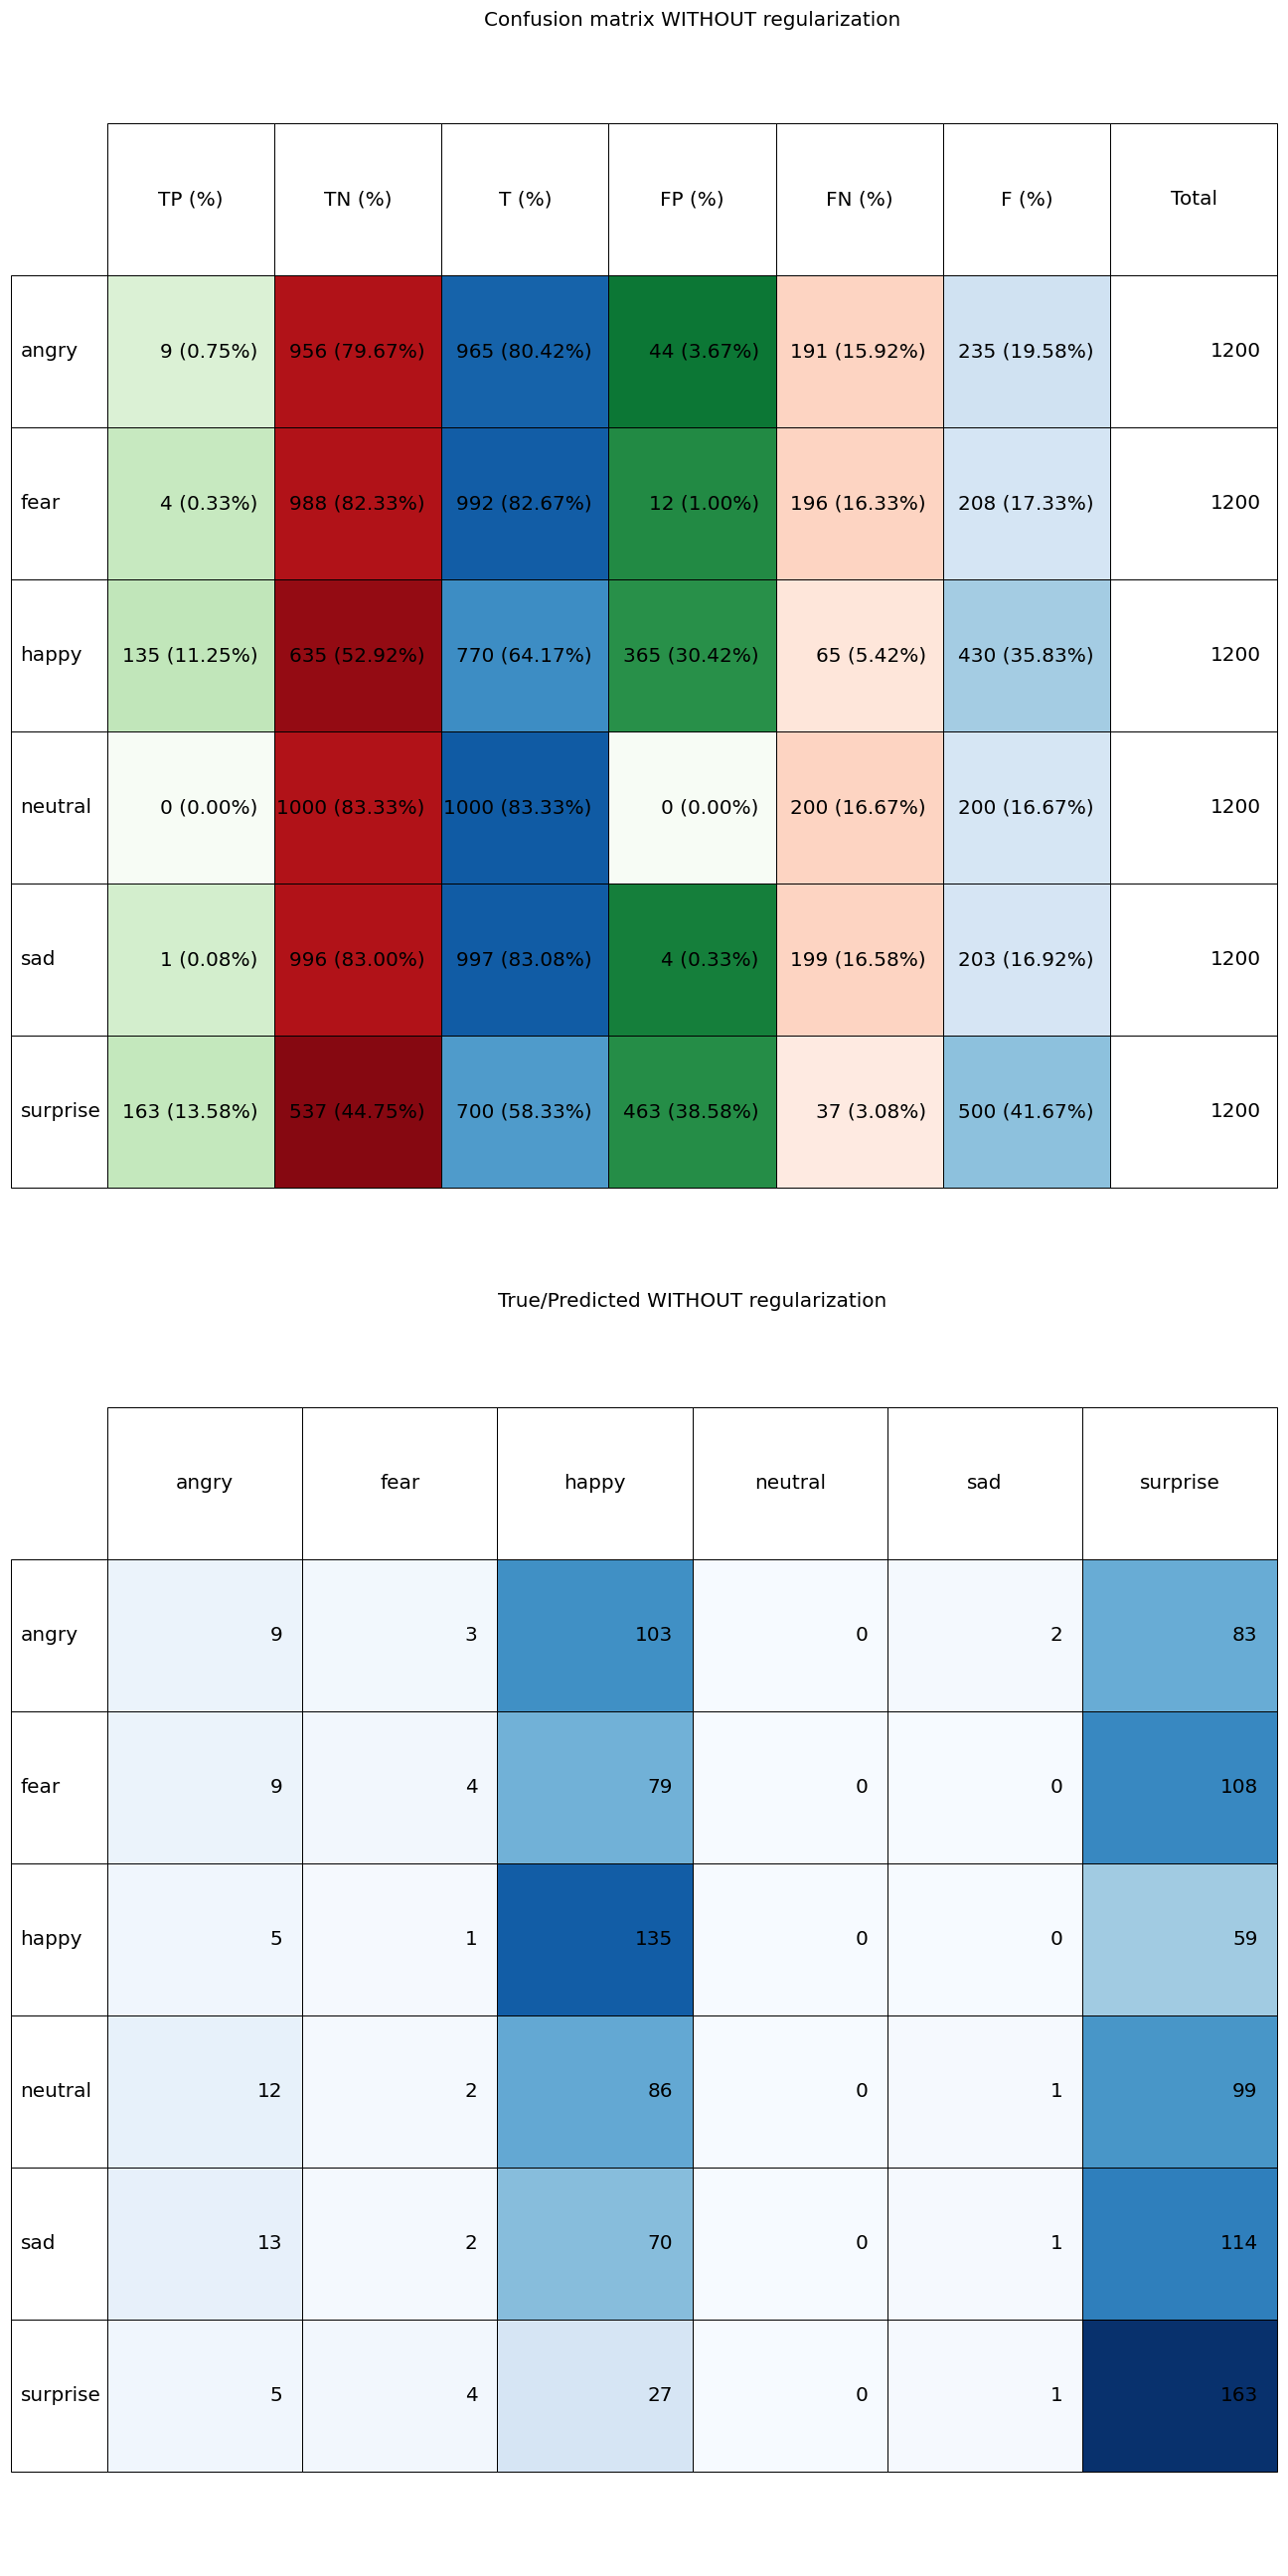 Confusion matrix WITHOUT regularization
TP (%) TN (%) T (%) FP (%) FN (%) F (%) Total
angry 9 (0.75%) 956 (79.67%) 965 (80.42%) 44 (3.67%) 191 (15.92%) 235 (19.58%) 1200
fear 4 (0.33%) 988 (82.33%) 992 (82.67%) 12 (1.00%) 196 (16.33%) 208 (17.33%) 1200
happy 135 (11.25%) 635 (52.92%) 770 (64.17%) 365 (30.42%) 65 (5.42%) 430 (35.83%) 1200
neutral 0 (0.00%) 1000 (83.33%) 1000 (83.33%) 0 (0.00%) 200 (16.67%) 200 (16.67%) 1200
sad 1 (0.08%) 996 (83.00%) 997 (83.08%) 4 (0.33%) 199 (16.58%) 203 (16.92%) 1200
surprise 163 (13.58%) 537 (44.75%) 700 (58.33%) 463 (38.58%) 37 (3.08%) 500 (41.67%) 1200
True/Predicted WITHOUT regularization
angry fear happy neutral sad surprise
angry 9 3 103 0 2 83
fear 9 4 79 0 0 108
happy 5 1 135 0 0 59
neutral 12 2 86 0 1 99
sad 13 2 70 0 1 114
surprise 5 4 27 0 1 163